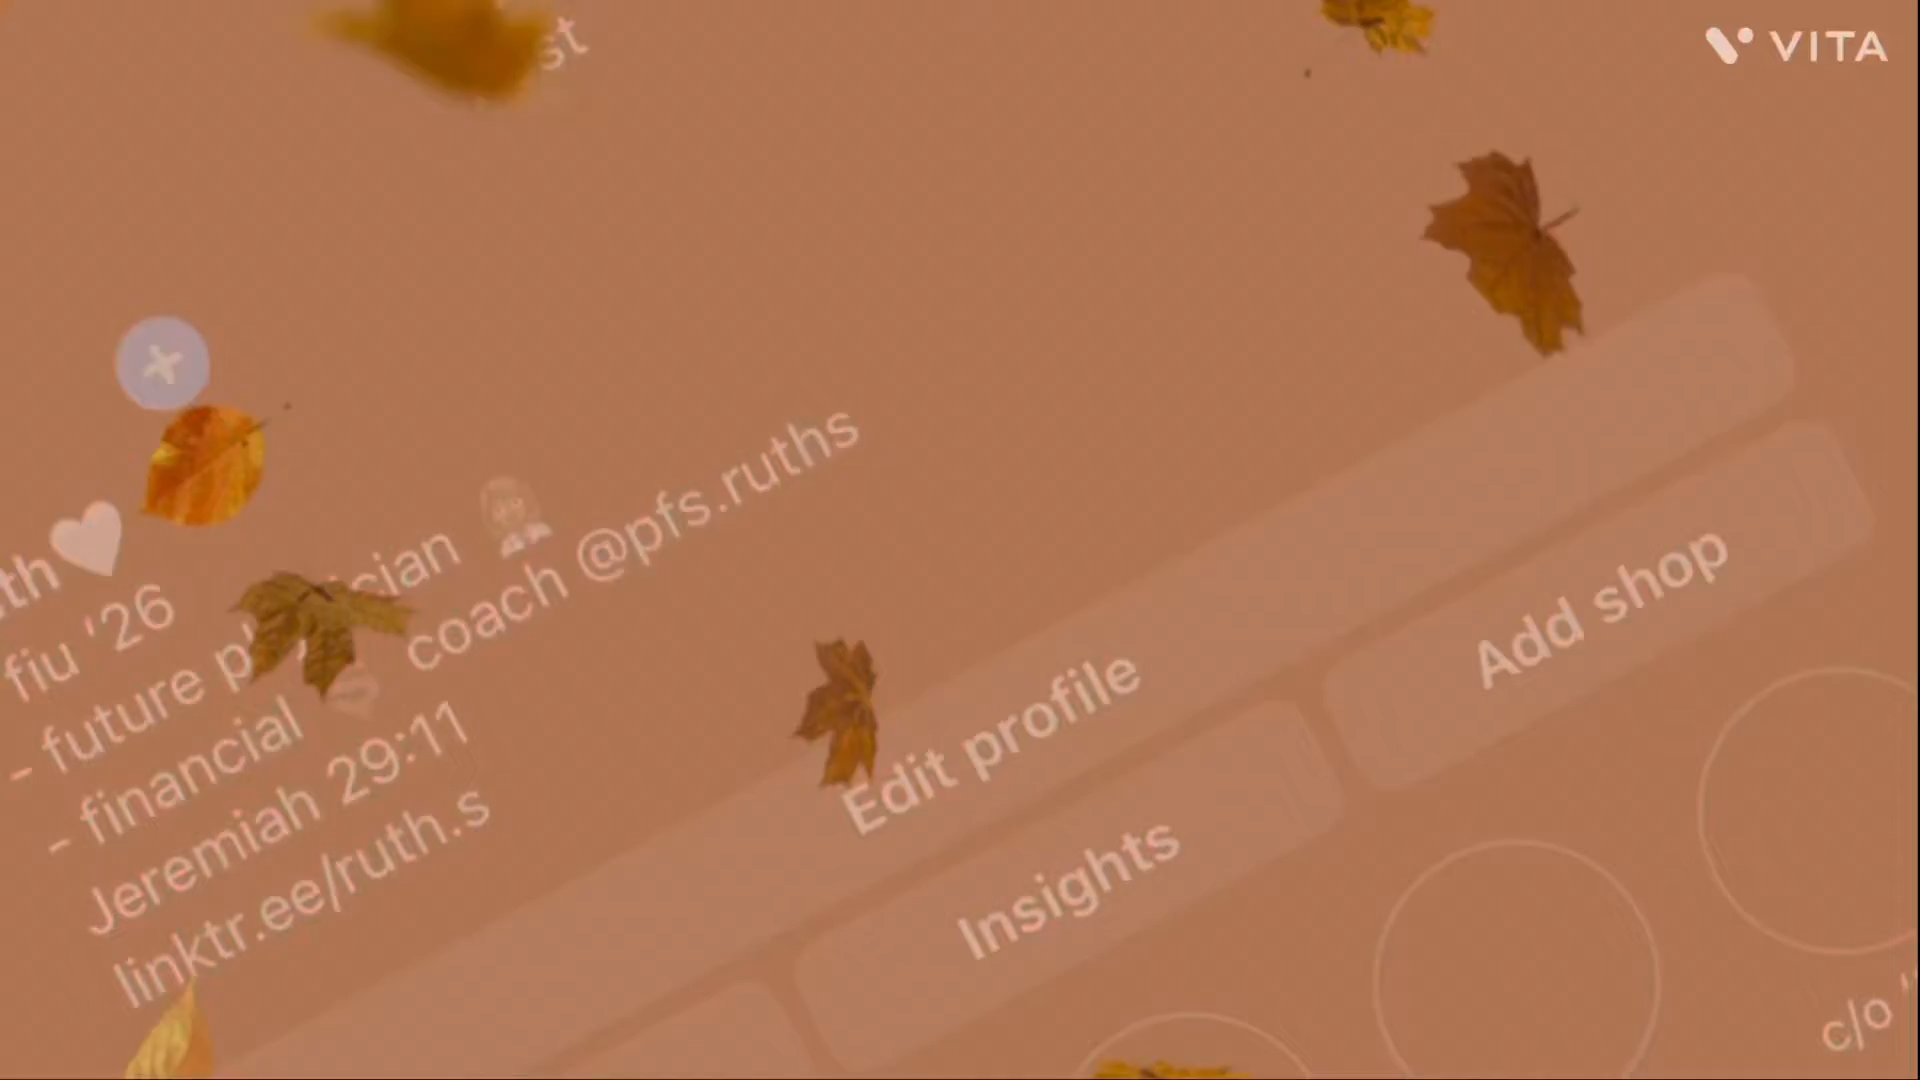 st
VITA
th🤍
fiu '26
- future physician 👩🏽‍⚕️
- financial coach @pfs.ruths
Jeremiah 29:11
linktr.ee/ruth.s
Edit profile
Insights
Add shop
c/o '